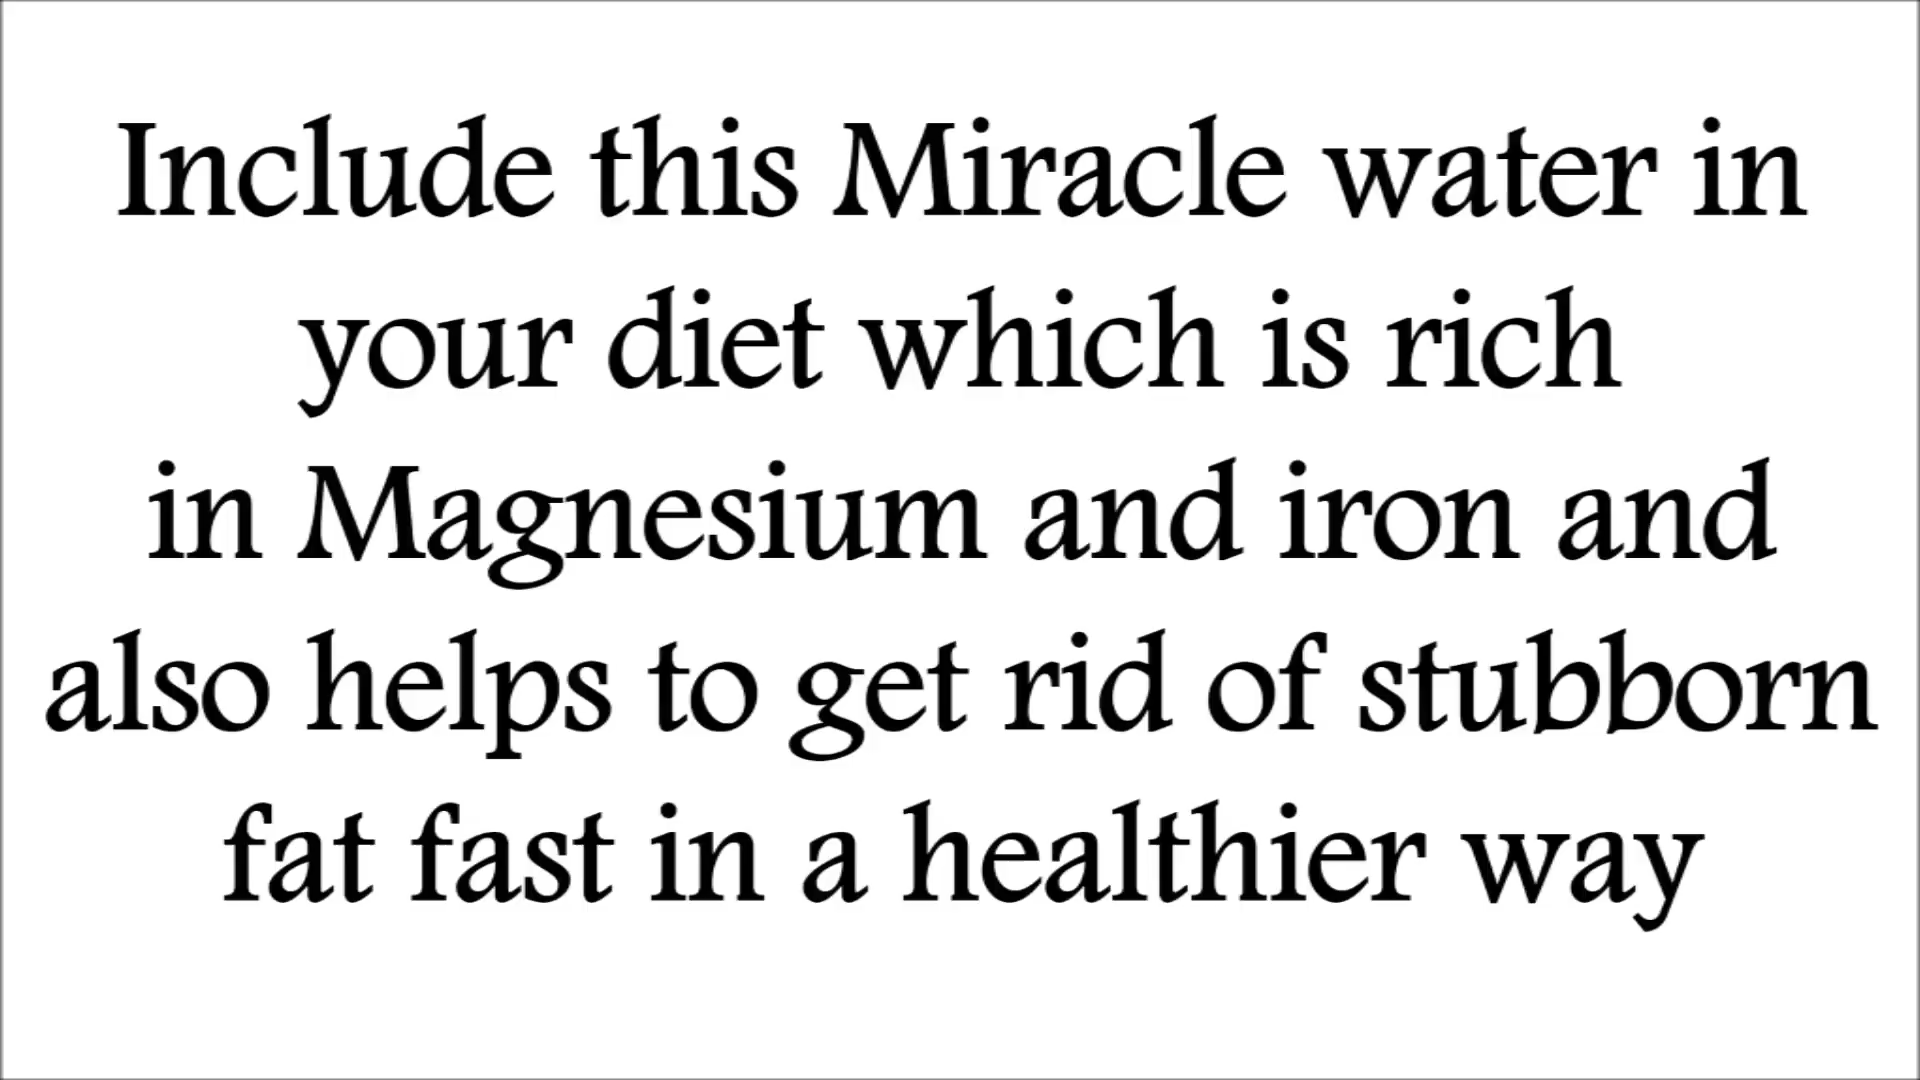 Include this Miracle water in
your diet which is rich
in Magnesium and iron and
also helps to get rid of stubborn
fat fast in a healthier way